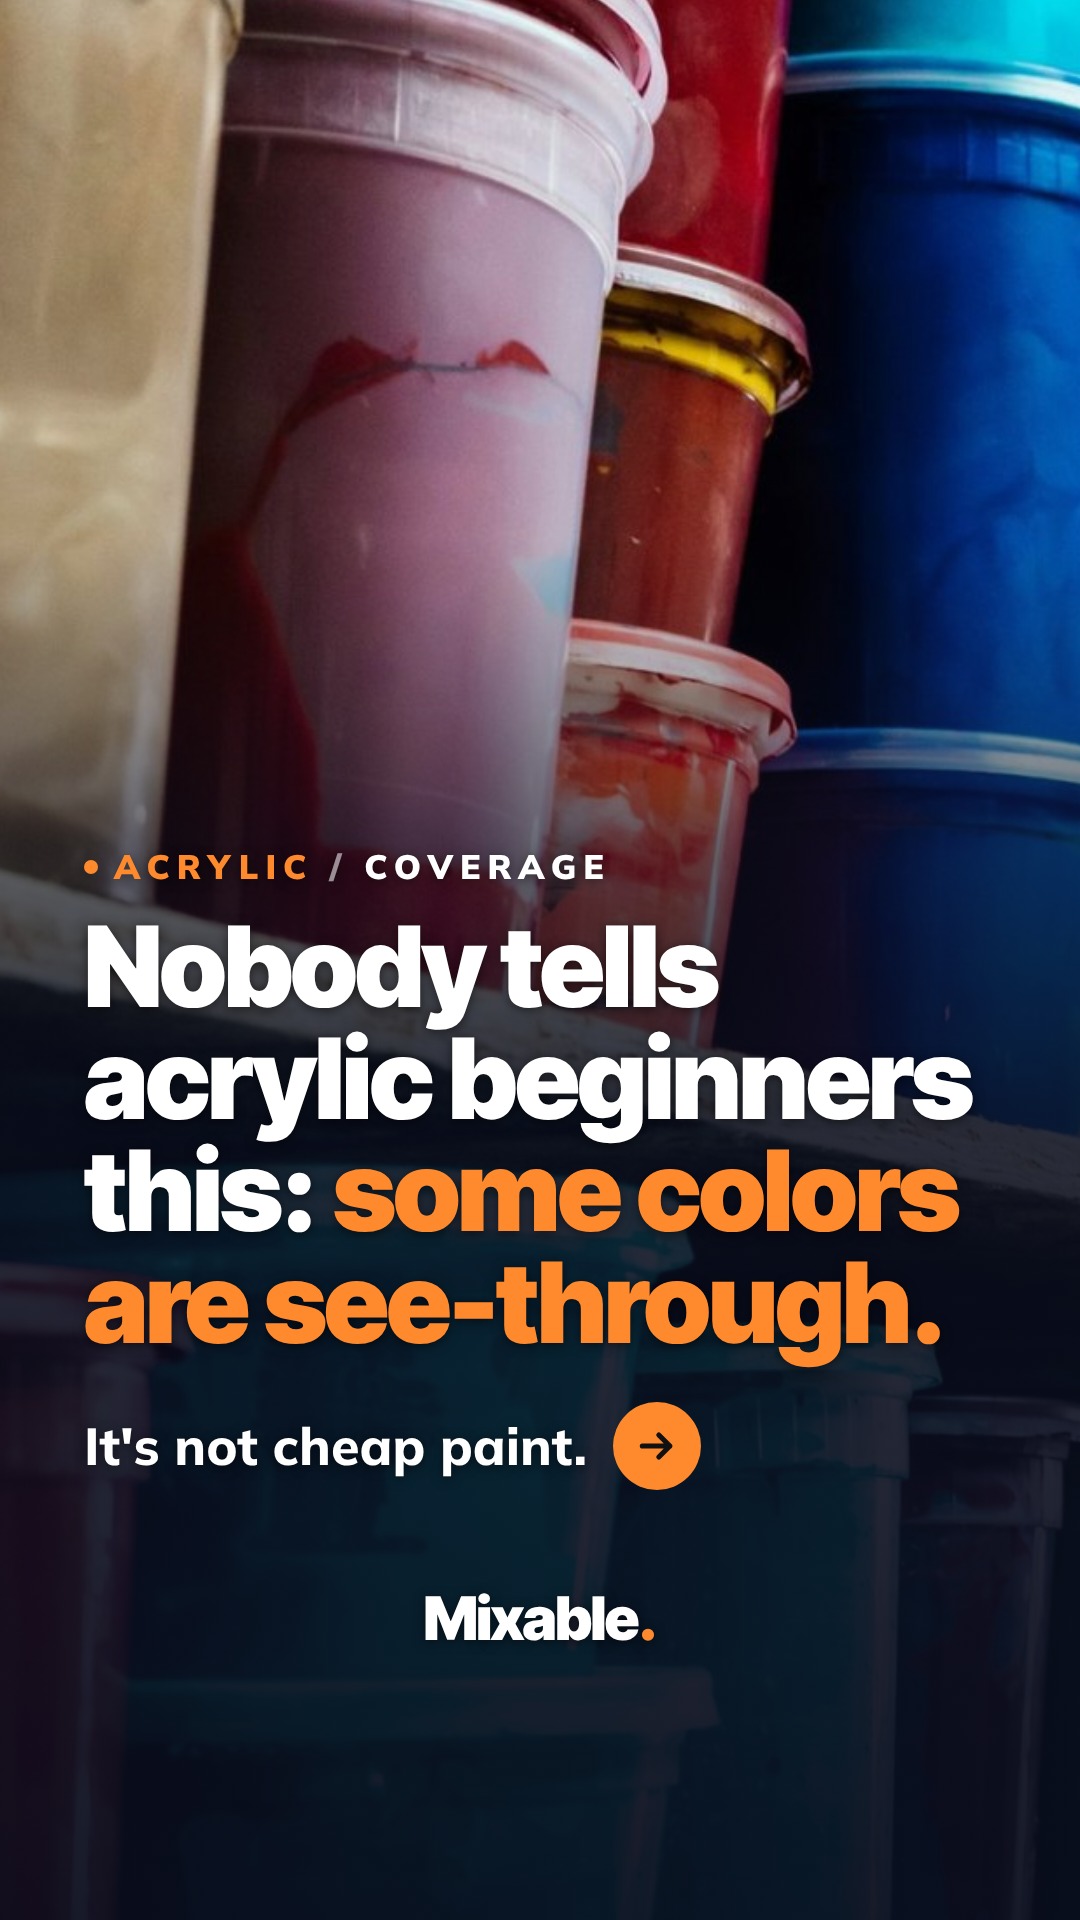 • ACRYLIC / COVERAGE
Nobody tells
acrylic beginners
this: some colors
are see-through.
It's not cheap paint. →
Mixable.